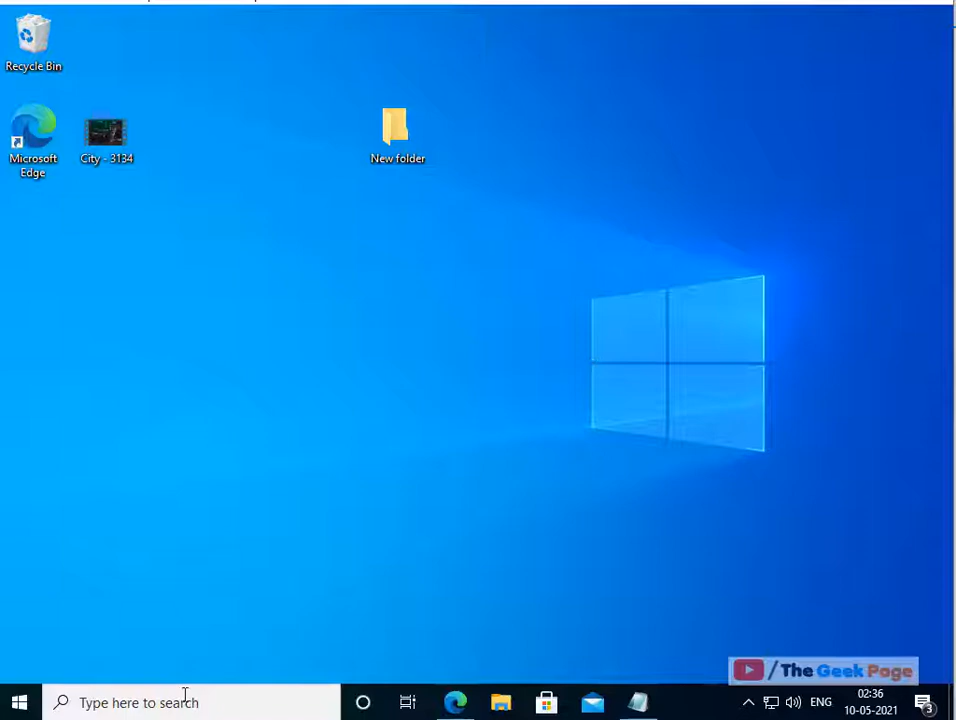 Recycle Bin
Microsoft
Edge
City - 3134
New folder
/ The Geek Page
Type here to search
ENG
02:36
10-05-2021
3